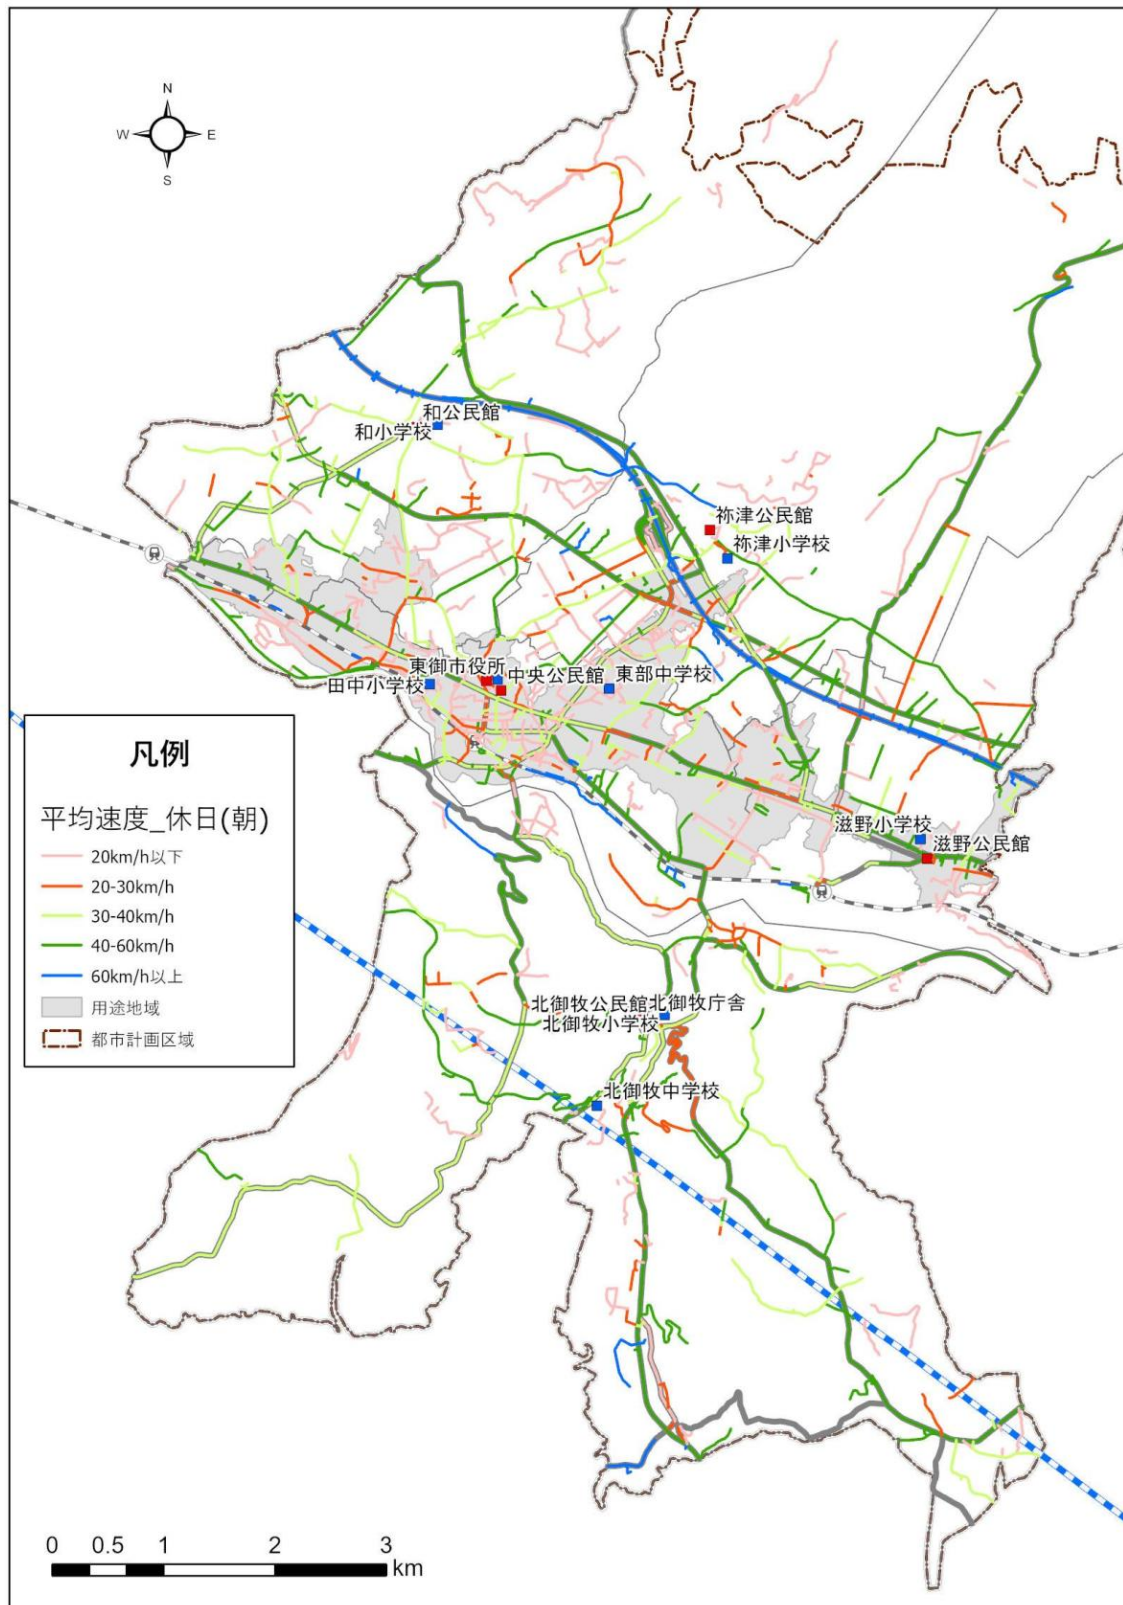 N
W E
S
和公民館
和小学校
祢津公民館
祢津小学校
東御市役所
中央公民館
東部中学校
田中小学校
滋野小学校
滋野公民館
凡例
平均速度_休日(朝)
20km/h以下
20-30km/h
30-40km/h
40-60km/h
60km/h以上
用途地域
都市計画区域
北御牧公民館
北御牧庁舎
北御牧小学校
北御牧中学校
0 0.5 1 2 3
km